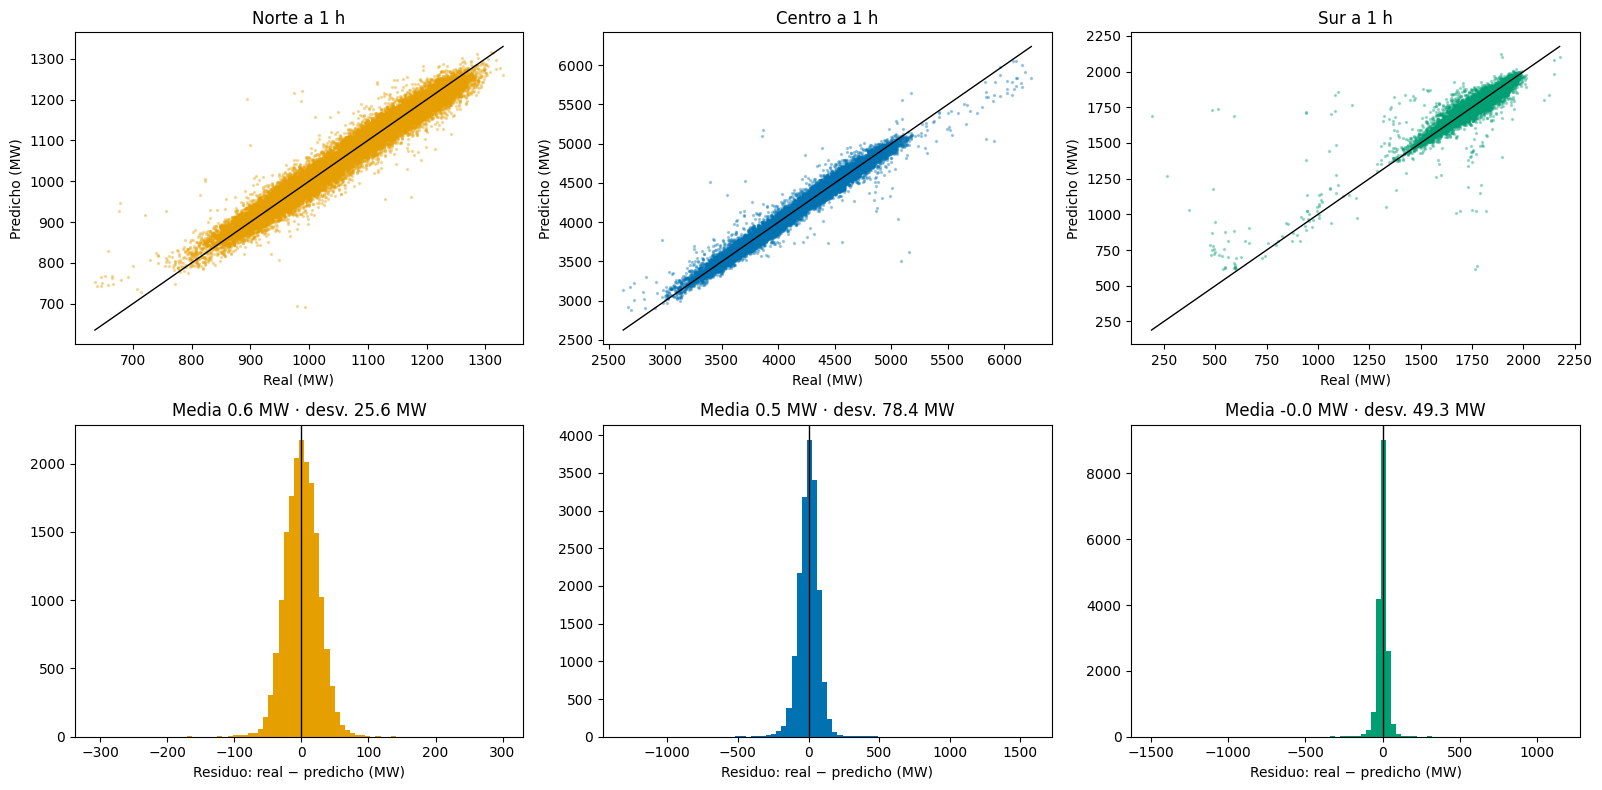 Norte a 1 h
Predicho (MW)
1300
1200
1100
1000
900
800
700
700 800 900 1000 1100 1200 1300
Real (MW)
Centro a 1 h
Predicho (MW)
6000
5500
5000
4500
4000
3500
3000
2500
2500 3000 3500 4000 4500 5000 5500 6000
Real (MW)
Sur a 1 h
Predicho (MW)
2250
2000
1750
1500
1250
1000
750
500
250
250 500 750 1000 1250 1500 1750 2000 2250
Real (MW)
Media 0.6 MW · desv. 25.6 MW
2000
1500
1000
500
0
−300 −200 −100 0 100 200 300
Residuo: real − predicho (MW)
Media 0.5 MW · desv. 78.4 MW
4000
3500
3000
2500
2000
1500
1000
500
0
−1000 −500 0 500 1000 1500
Residuo: real − predicho (MW)
Media -0.0 MW · desv. 49.3 MW
8000
6000
4000
2000
0
−1500 −1000 −500 0 500 1000
Residuo: real − predicho (MW)